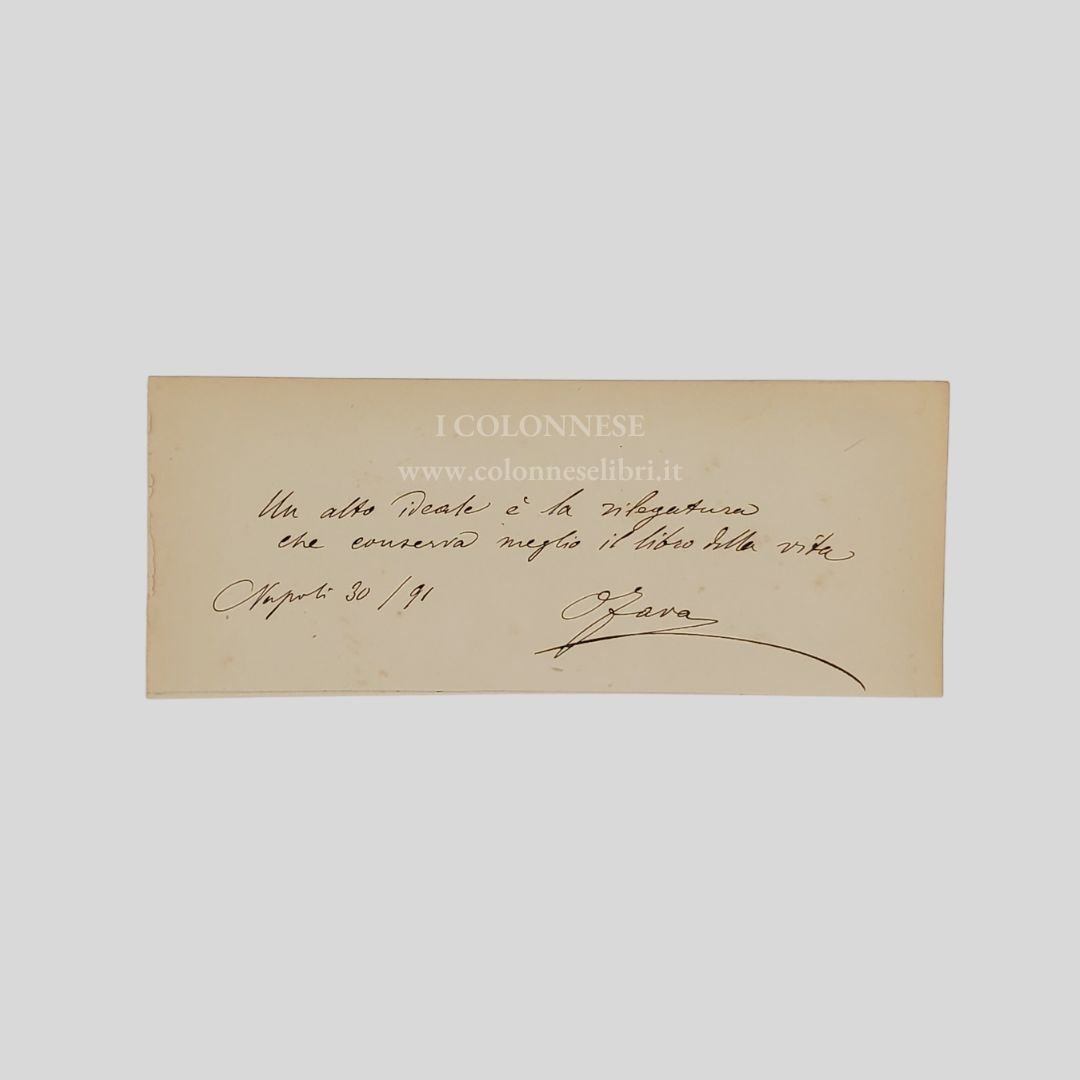 I COLONNESE
www.colonneselibri.it
Un alto ideale è la rilegatura
che conserva meglio il libro della vita
Napoli 30 / 91
OFava